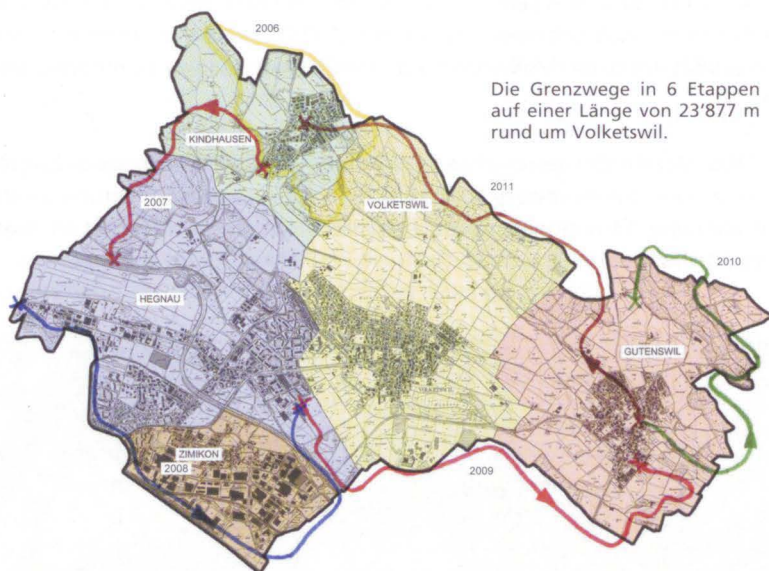 2006
Die Grenzwege in 6 Etappen
auf einer Länge von 23'877 m
rund um Volketswil.
KINDHAUSEN
2011
2007
VOLKETSWIL
2010
HEGNAU
GUTENSWIL
ZIMIKON
2008
2009